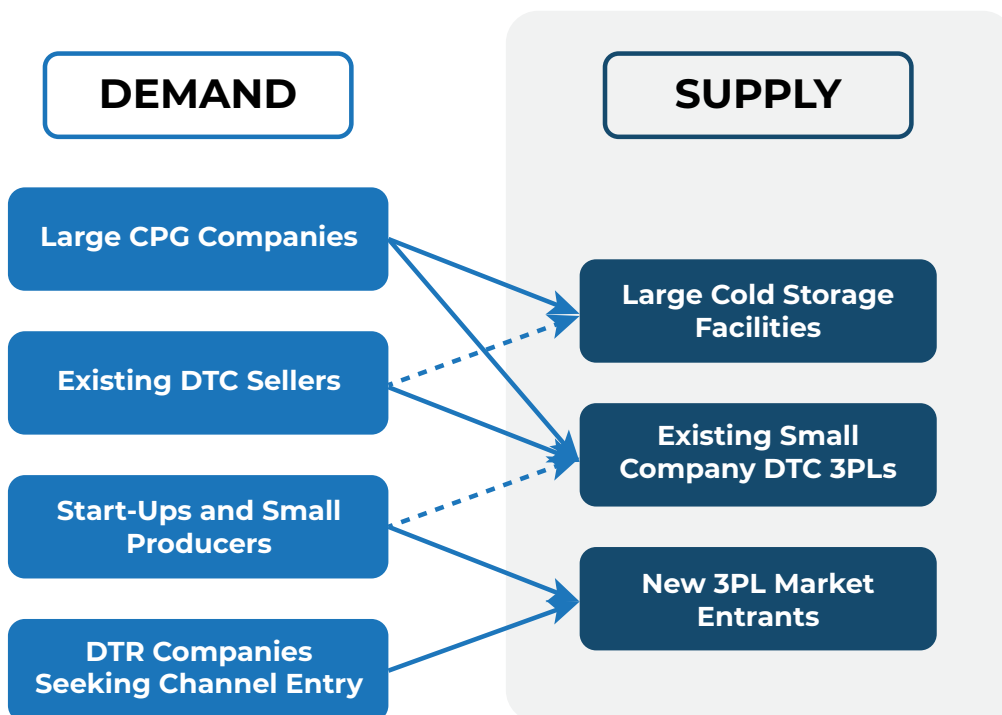 DEMAND
Large CPG Companies
Existing DTC Sellers
Start-Ups and Small
Producers
DTR Companies
Seeking Channel Entry
SUPPLY
Large Cold Storage
Facilities
Existing Small
Company DTC 3PLs
New 3PL Market
Entrants